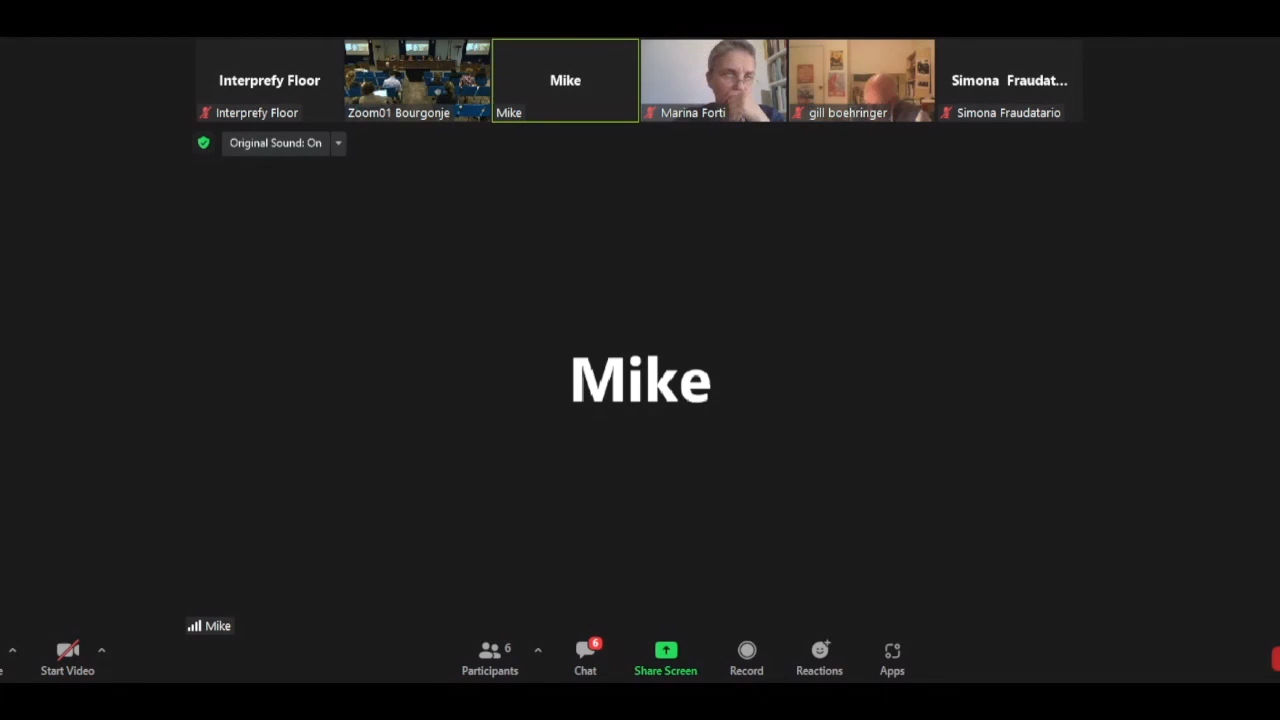 Interprefy Floor
Mike
Simona Fraudat...
Interprefy Floor
Zoom01 Bourgonje
Mike
Marina Forti
gill boehringer
Simona Fraudatario
Original Sound: On
Mike
Mike
Start Video
6
Participants
6
Chat
Share Screen
Record
Reactions
Apps